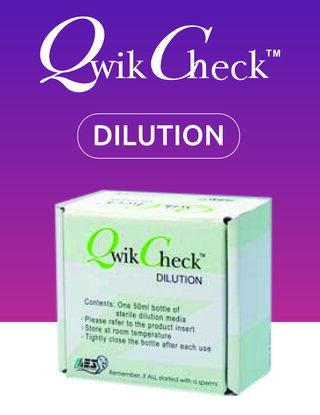 QwikCheck™
DILUTION
QwikCheck™
DILUTION
Contents: One 50ml bottle of
sterile dilution media
• Please refer to the product insert
• Store at room temperature
• Tightly close the bottle after each use
MES
Remember, it ALL started with a sperm!